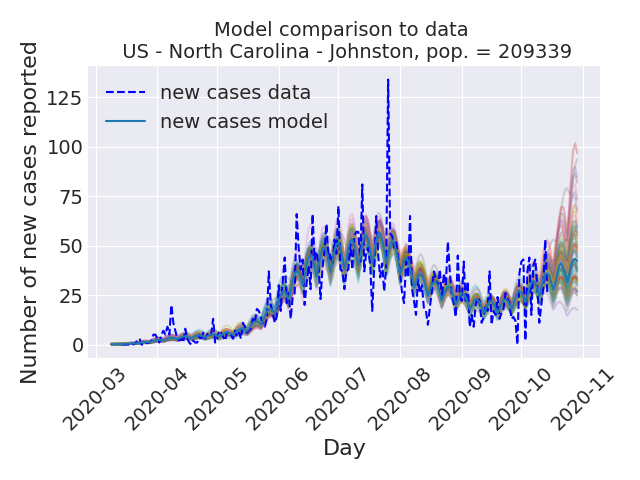 Model comparison to data
US - North Carolina - Johnston, pop. = 209339
Number of new cases reported
125
100
75
50
25
0
new cases data
new cases model
2020-03
2020-04
2020-05
2020-06
2020-07
2020-08
2020-09
2020-10
2020-11
Day